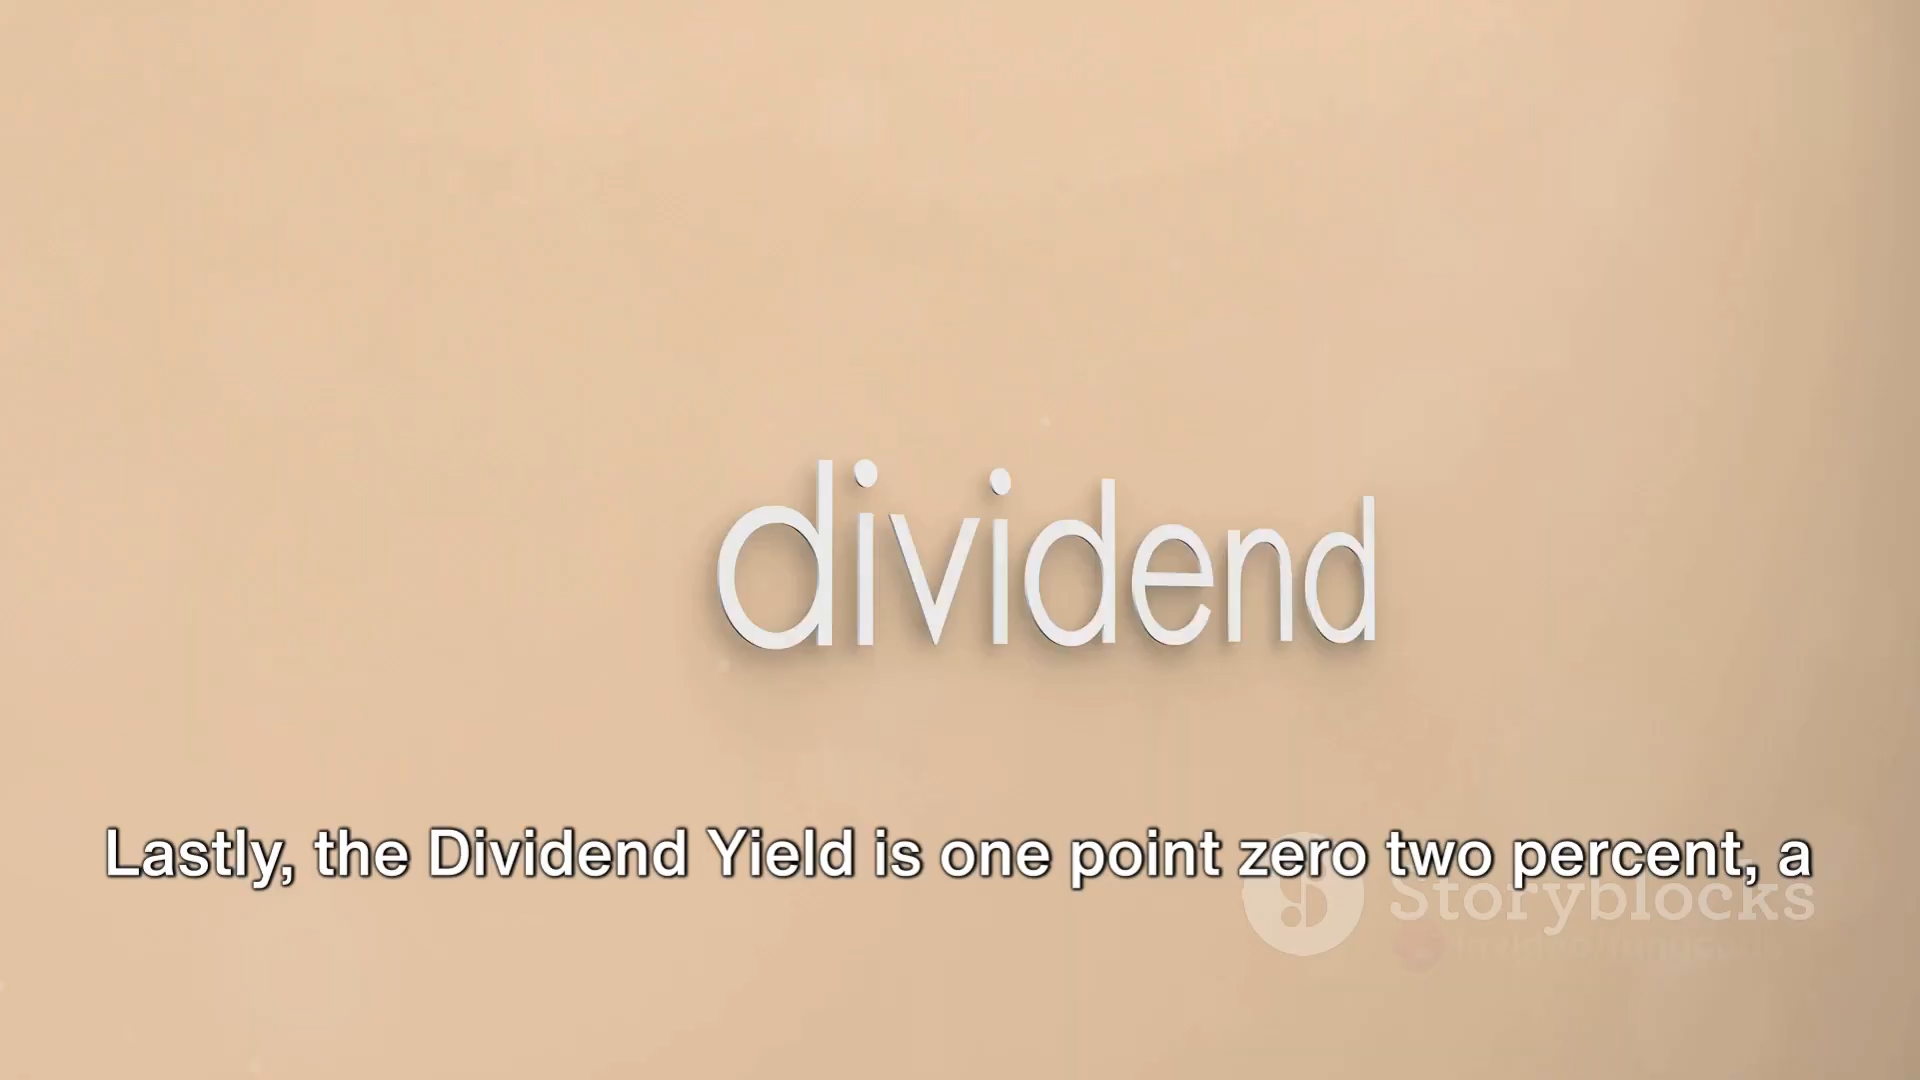 dividend
Lastly, the Dividend Yield is one point zero two percent, a
Storyblocks